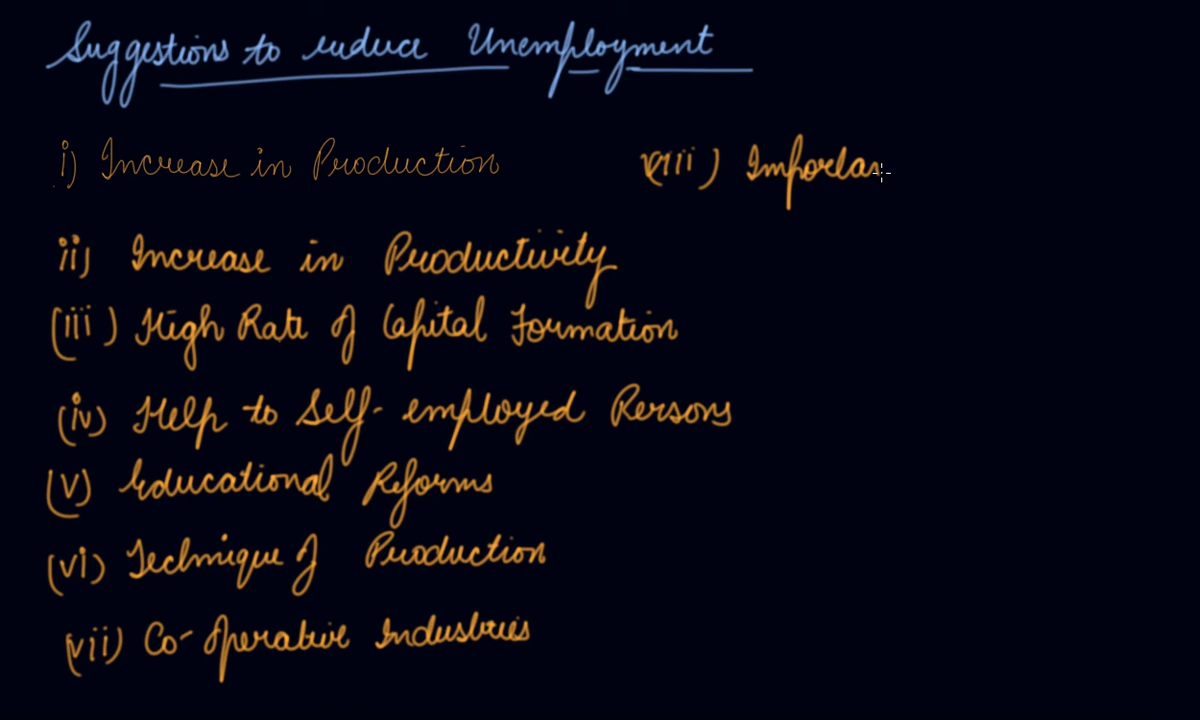 Suggestions to reduce Unemployment
i) Increase in Production
ii) Increase in Productivity
(iii) High Rate of Capital Formation
(iv) Help to Self-employed Persons
(v) Educational Reforms
(vi) Technique of Production
(vii) Co-operative Industries
(viii) Importan